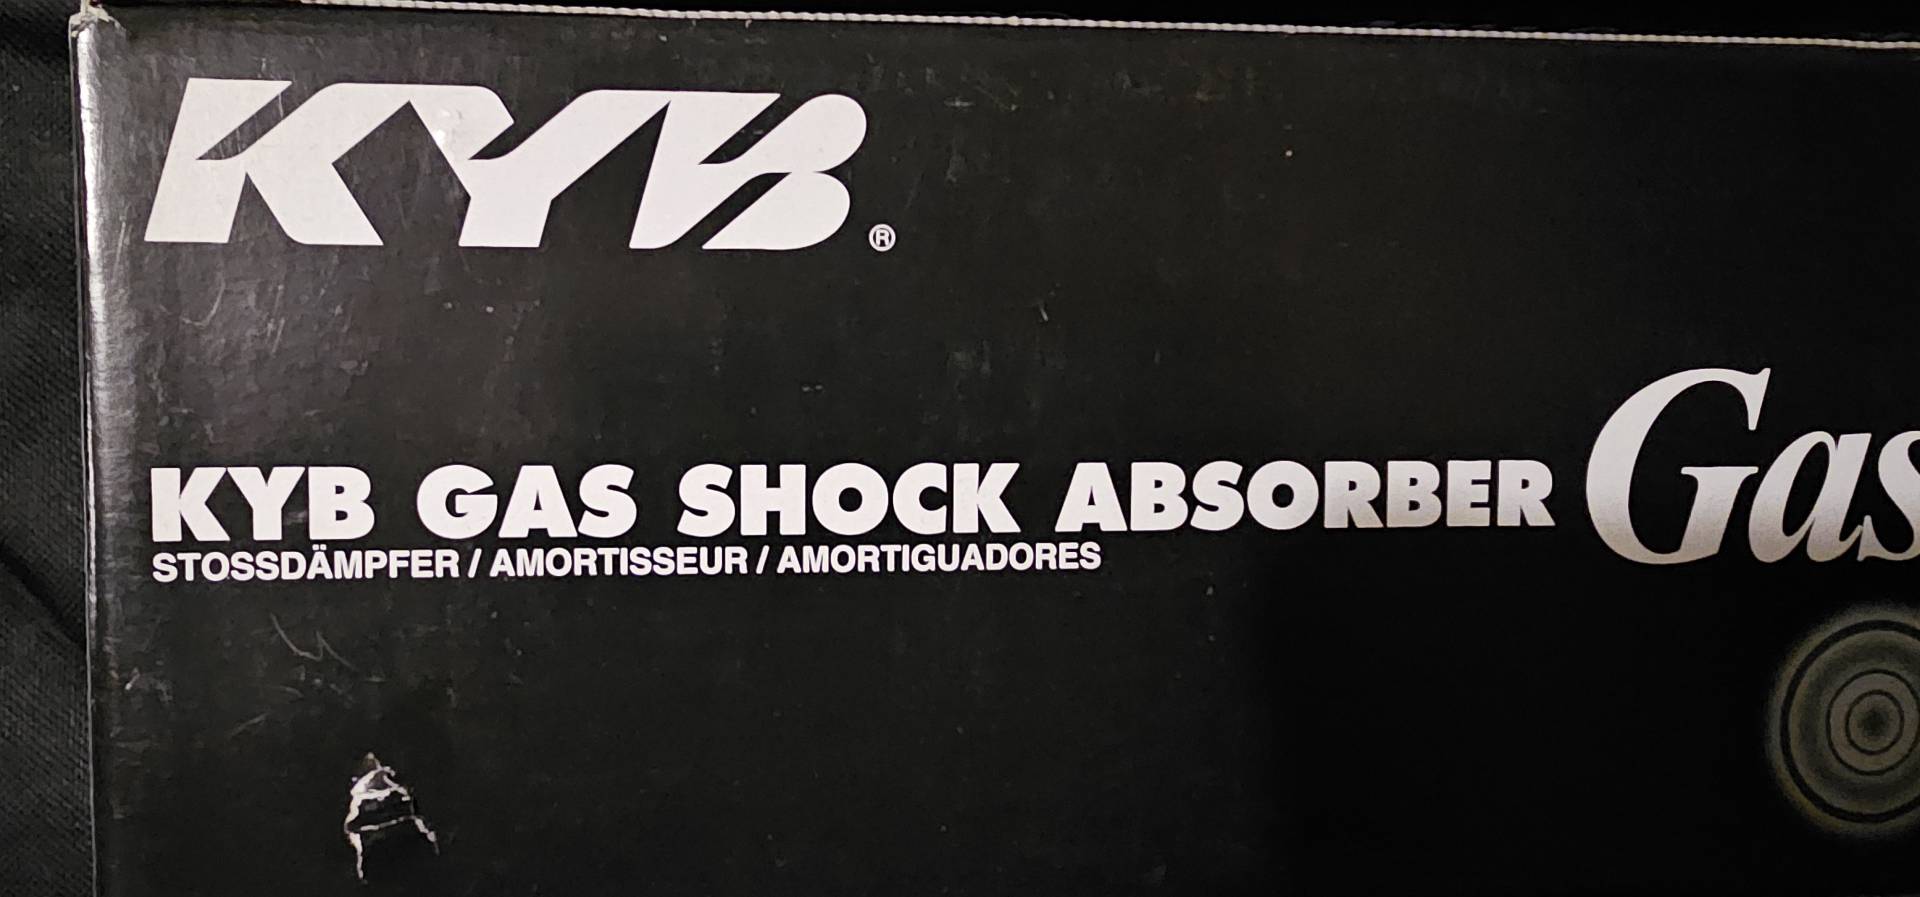 KYB®
KYB GAS SHOCK ABSORBER Gas
STOSSDÄMPFER / AMORTISSEUR / AMORTIGUADORES